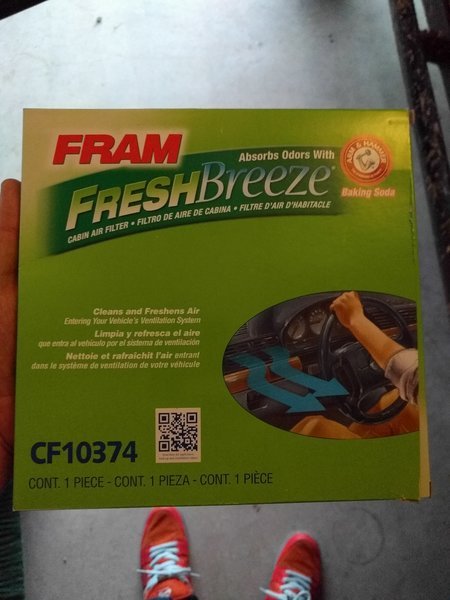 FRAM
Absorbs Odors With
ARM & HAMMER
Baking Soda
FRESHBreeze®
CABIN AIR FILTER • FILTRO DE AIRE DE CABINA • FILTRE D'AIR D'HABITACLE
Cleans and Freshens Air
Entering Your Vehicle's Ventilation System
Limpia y refresca el aire
que entra al vehículo por el sistema de ventilación
Nettoie et rafraîchit l'air entrant
dans le système de ventilation de votre véhicule
CF10374
CONT. 1 PIECE - CONT. 1 PIEZA - CONT. 1 PIÈCE